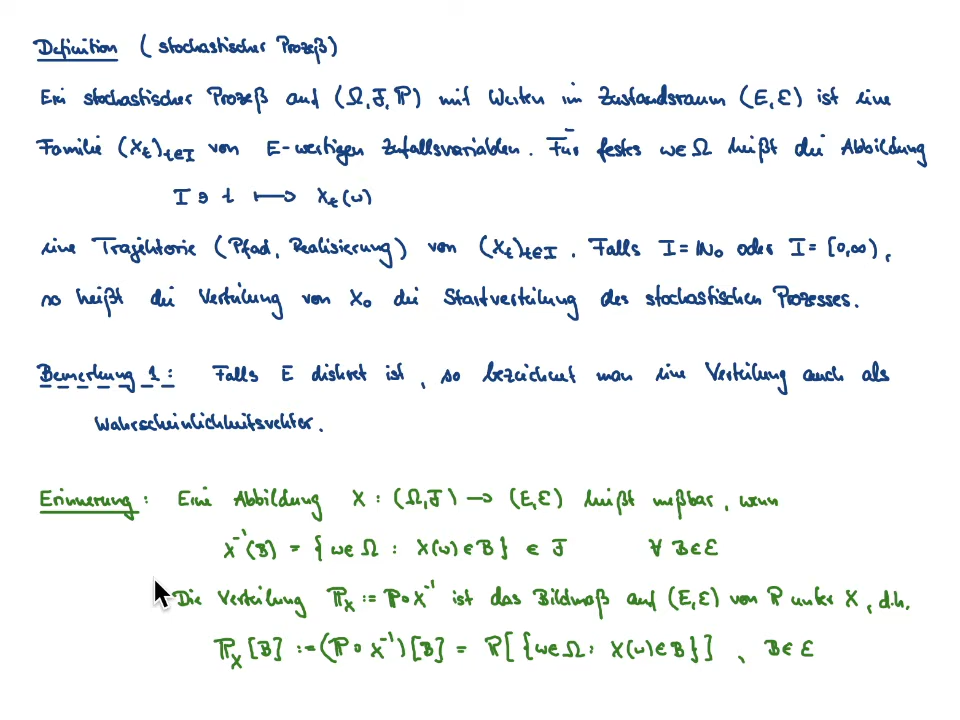 Definition (stochastischer Prozeß)
Ein stochastischer Prozeß auf (Ω, ℱ, ℙ) mit Werten im Zustandsraum (E, ℰ) ist eine
Familie (X_t)_{t∈I} von E-wertigen Zufallsvariablen. Für festes ω∈Ω heißt die Abbildung
I ∋ t ⟼ X_t(ω)
eine Trajektorie (Pfad, Realisierung) von (X_t)_{t∈I}. Falls I = ℕ₀ oder I = [0,∞),
so heißt die Verteilung von X₀ die Startverteilung des stochastischen Prozesses.
Bemerkung 1: Falls E diskret ist, so bezeichnet man eine Verteilung auch als
Wahrscheinlichkeitsvektor.
Erinnerung: Eine Abbildung X : (Ω, ℱ) → (E, ℰ) heißt meßbar, wenn
X⁻¹(B) = {ω∈Ω : X(ω)∈B} ∈ ℱ ∀ B∈ℰ
Die Verteilung ℙ_X := ℙ∘X⁻¹ ist das Bildmaß auf (E, ℰ) von ℙ unter X, d.h.
ℙ_X[B] := (ℙ∘X⁻¹)[B] = ℙ[{ω∈Ω : X(ω)∈B}], B∈ℰ